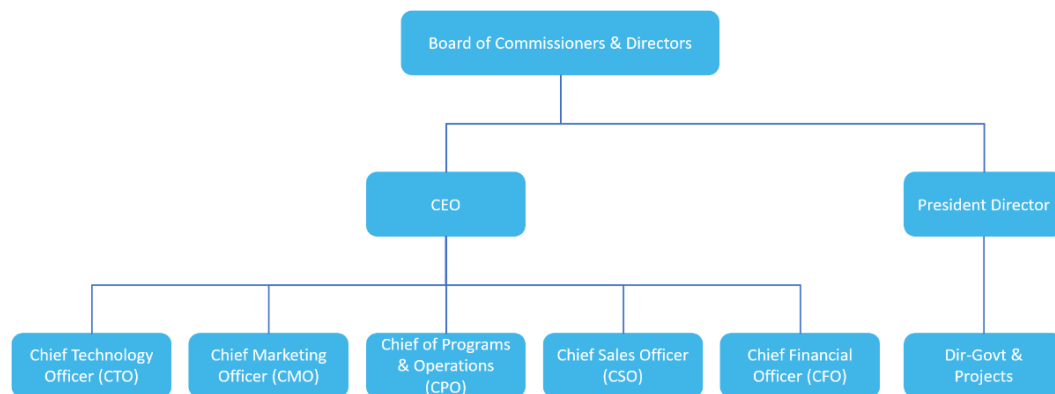 Board of Commissioners & Directors
CEO
President Director
Chief Technology
Officer (CTO)
Chief Marketing
Officer (CMO)
Chief of Programs
& Operations
(CPO)
Chief Sales Officer
(CSO)
Chief Financial
Officer (CFO)
Dir-Govt &
Projects